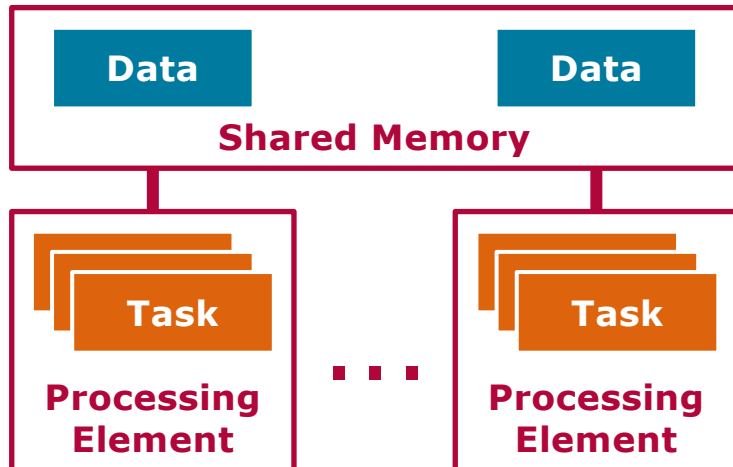 Data Data
Shared Memory
Task Task
Processing Processing
Element Element